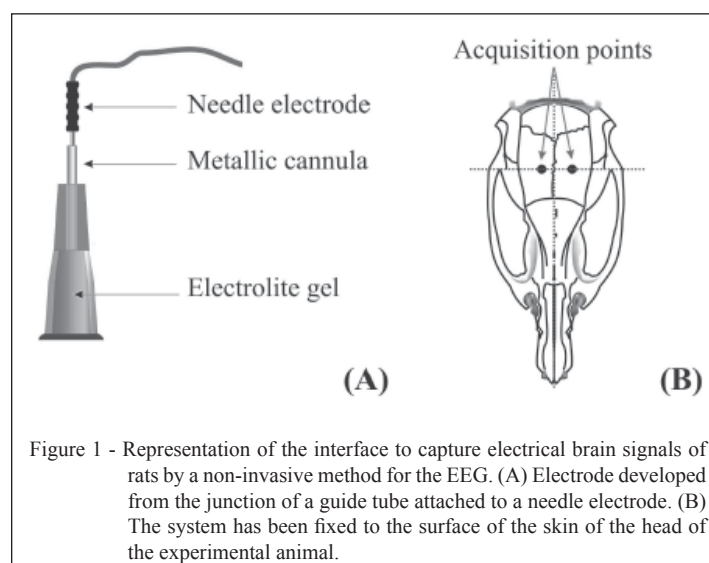 Acquisition points
Needle electrode
Metallic cannula
Electrolite gel
(A)
(B)
Figure 1 - Representation of the interface to capture electrical brain signals of
rats by a non-invasive method for the EEG. (A) Electrode developed
from the junction of a guide tube attached to a needle electrode. (B)
The system has been fixed to the surface of the skin of the head of
the experimental animal.